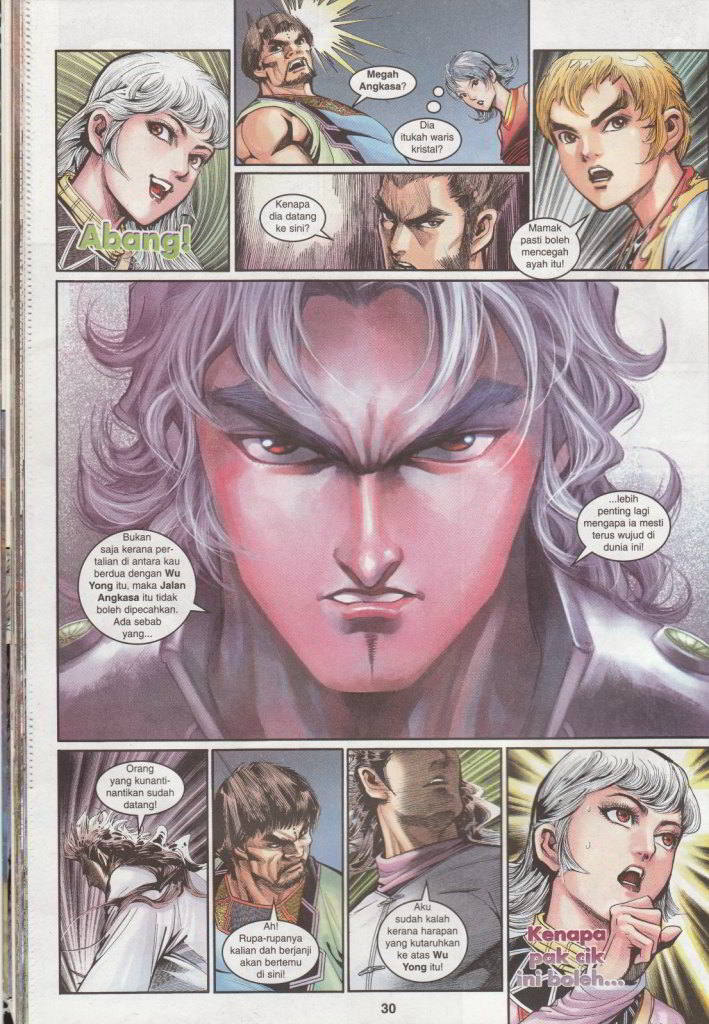 Abang!
Megah
Angkasa?
Dia
itukah waris
kristal?
Kenapa
dia datang
ke sini?
Mamak
pasti boleh
mencegah
ayah itu!
Bukan
saja kerana per-
talian di antara kau
berdua dengan Wu
Yong itu, maka Jalan
Angkasa itu tidak
boleh dipecahkan.
Ada sebab
yang...
...lebih
penting lagi
mengapa ia mesti
terus wujud di
dunia ini!
Orang
yang kunanti-
nantikan sudah
datang!
Ah!
Rupa-rupanya
kalian dah berjanji
akan bertemu
di sini!
Aku
sudah kalah
kerana harapan
yang kutaruhkan
ke atas Wu
Yong itu!
Kenapa
pak cik
ini boleh...
30